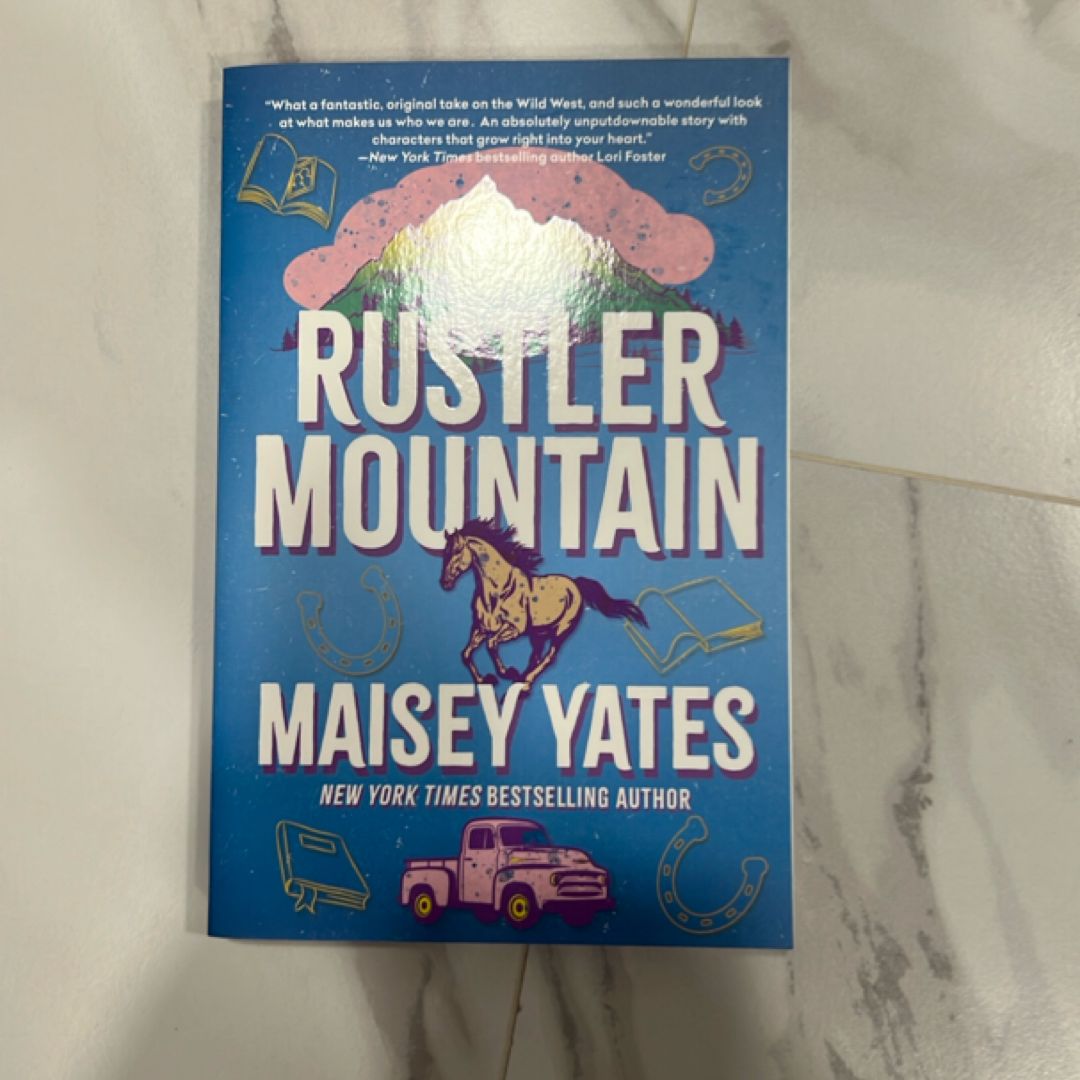 "What a fantastic, original take on the Wild West, and such a wonderful look
at what makes us who we are. An absolutely unputdownable story with
characters that grow right into your heart."
—New York Times bestselling author Lori Foster
RUSTLER
MOUNTAIN
MAISEY YATES
NEW YORK TIMES BESTSELLING AUTHOR